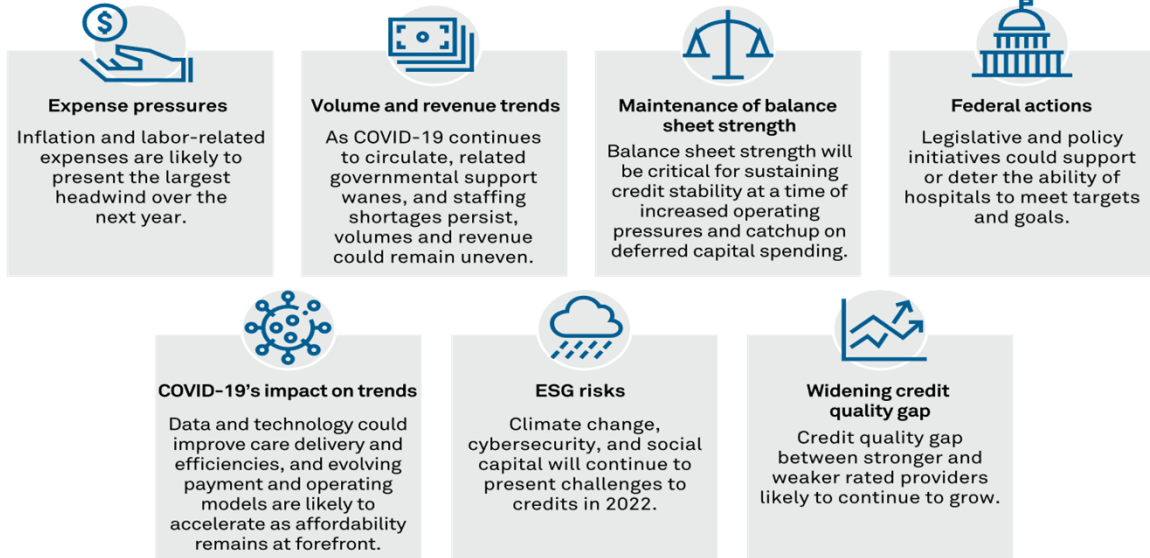 $
Expense pressures
Inflation and labor-related
expenses are likely to
present the largest
headwind over the
next year.
Volume and revenue trends
As COVID-19 continues
to circulate, related
governmental support
wanes, and staffing
shortages persist,
volumes and revenue
could remain uneven.
Maintenance of balance
sheet strength
Balance sheet strength will
be critical for sustaining
credit stability at a time of
increased operating
pressures and catchup on
deferred capital spending.
Federal actions
Legislative and policy
initiatives could support
or deter the ability of
hospitals to meet targets
and goals.
COVID-19's impact on trends
Data and technology could
improve care delivery and
efficiencies, and evolving
payment and operating
models are likely to
accelerate as affordability
remains at forefront.
ESG risks
Climate change,
cybersecurity, and social
capital will continue to
present challenges to
credits in 2022.
Widening credit
quality gap
Credit quality gap
between stronger and
weaker rated providers
likely to continue to grow.